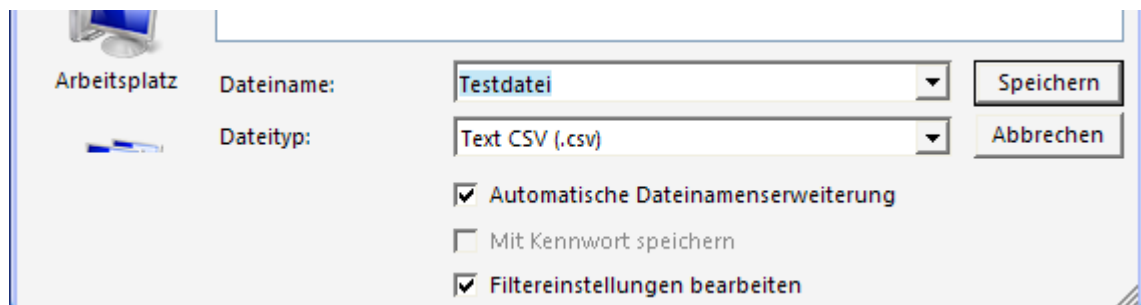 Arbeitsplatz
Dateiname:
Testdatei
Speichern
Dateityp:
Text CSV (.csv)
Abbrechen
Automatische Dateinamenserweiterung
Mit Kennwort speichern
Filtereinstellungen bearbeiten